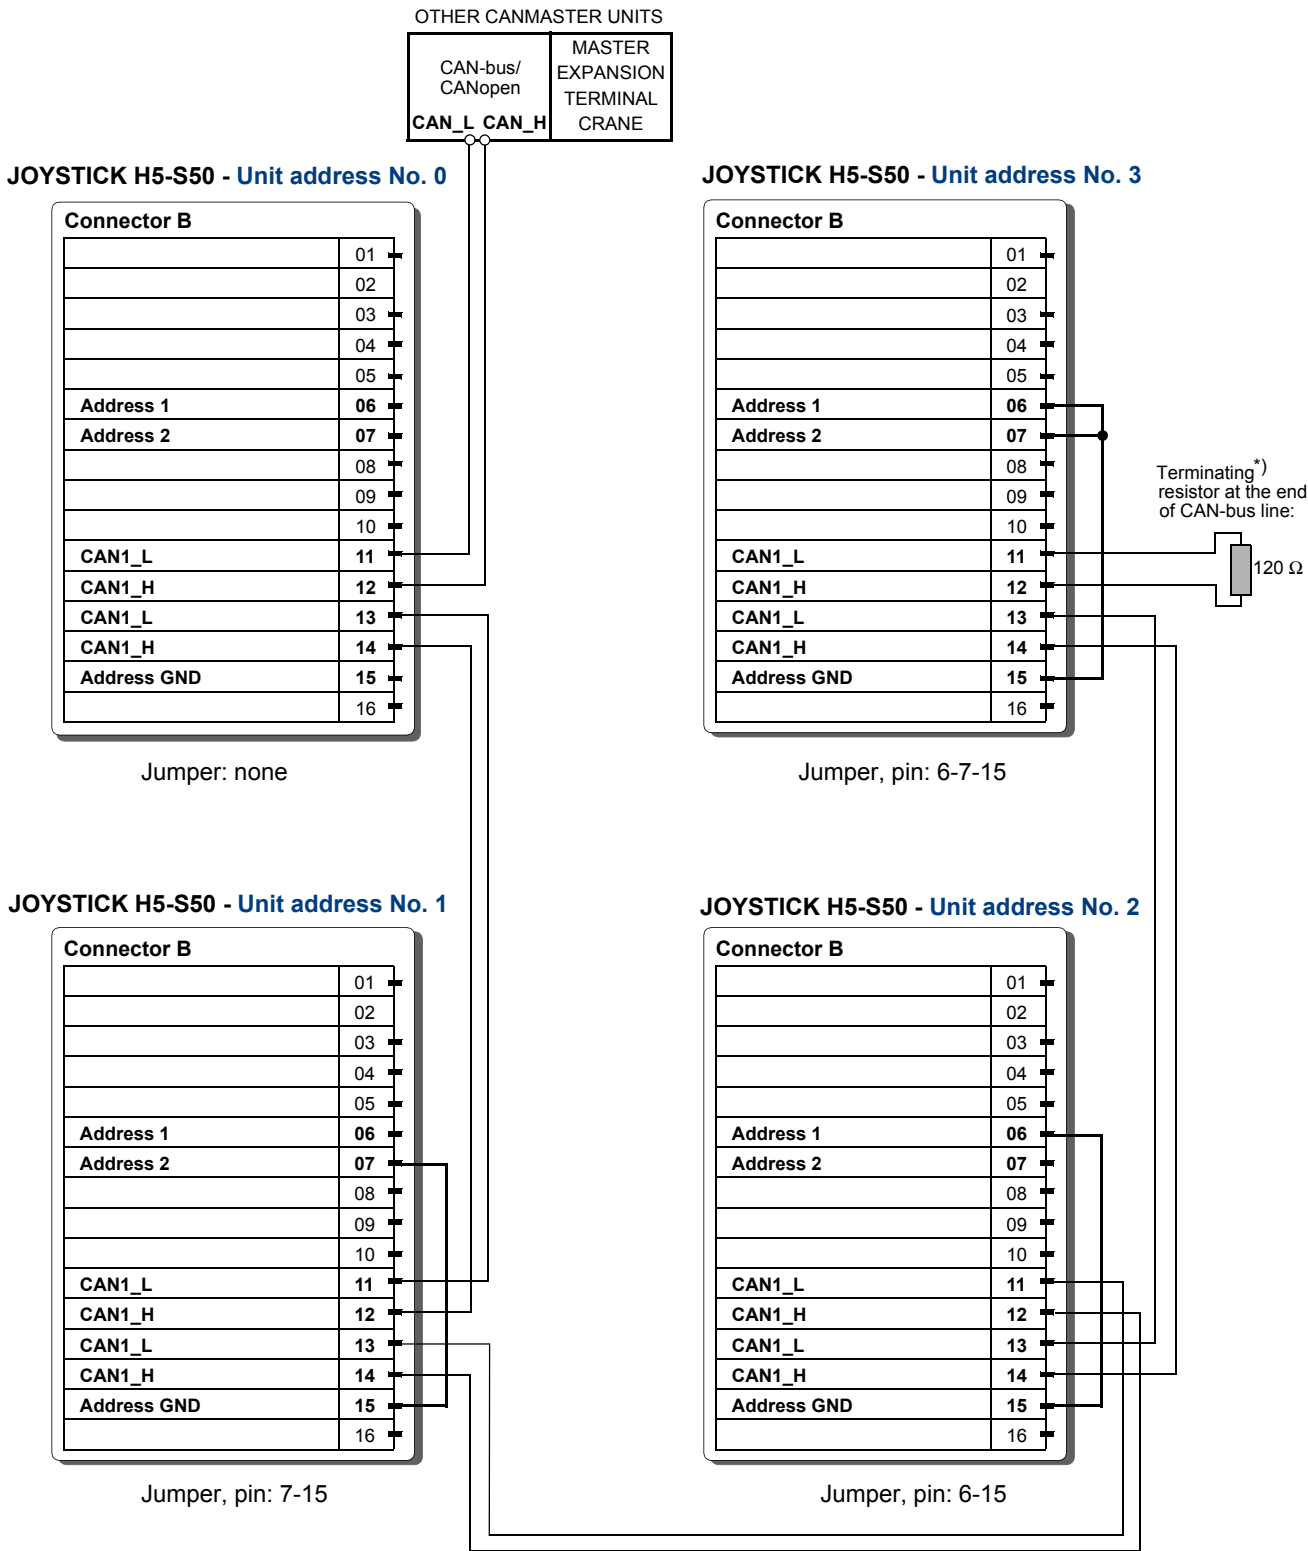 OTHER CANMASTER UNITS
CAN-bus/
CANopen
CAN_L CAN_H
MASTER
EXPANSION
TERMINAL
CRANE
JOYSTICK H5-S50 - Unit address No. 0
Connector B
01
02
03
04
05
Address 1 06
Address 2 07
08
09
10
CAN1_L 11
CAN1_H 12
CAN1_L 13
CAN1_H 14
Address GND 15
16
Jumper: none
JOYSTICK H5-S50 - Unit address No. 3
Connector B
01
02
03
04
05
Address 1 06
Address 2 07
08
09
10
CAN1_L 11
CAN1_H 12
CAN1_L 13
CAN1_H 14
Address GND 15
16
Jumper, pin: 6-7-15
Terminating*)
resistor at the end
of CAN-bus line:
120 Ω
JOYSTICK H5-S50 - Unit address No. 1
Connector B
01
02
03
04
05
Address 1 06
Address 2 07
08
09
10
CAN1_L 11
CAN1_H 12
CAN1_L 13
CAN1_H 14
Address GND 15
16
Jumper, pin: 7-15
JOYSTICK H5-S50 - Unit address No. 2
Connector B
01
02
03
04
05
Address 1 06
Address 2 07
08
09
10
CAN1_L 11
CAN1_H 12
CAN1_L 13
CAN1_H 14
Address GND 15
16
Jumper, pin: 6-15